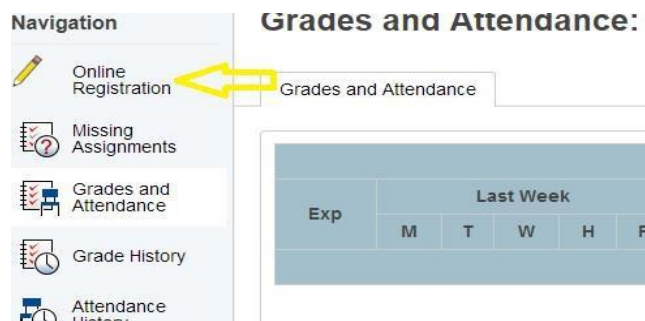 Navigation
Online
Registration
Missing
Assignments
Grades and
Attendance
Grade History
Attendance
History
Grades and Attendance:
Grades and Attendance
Exp
Last Week
M T W H F